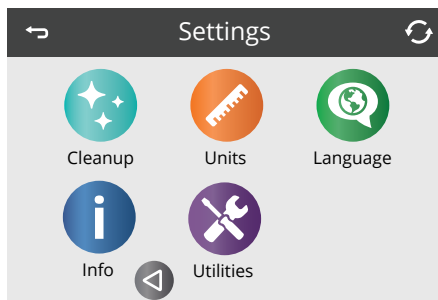 Settings
Cleanup
Units
Language
Info
Utilities